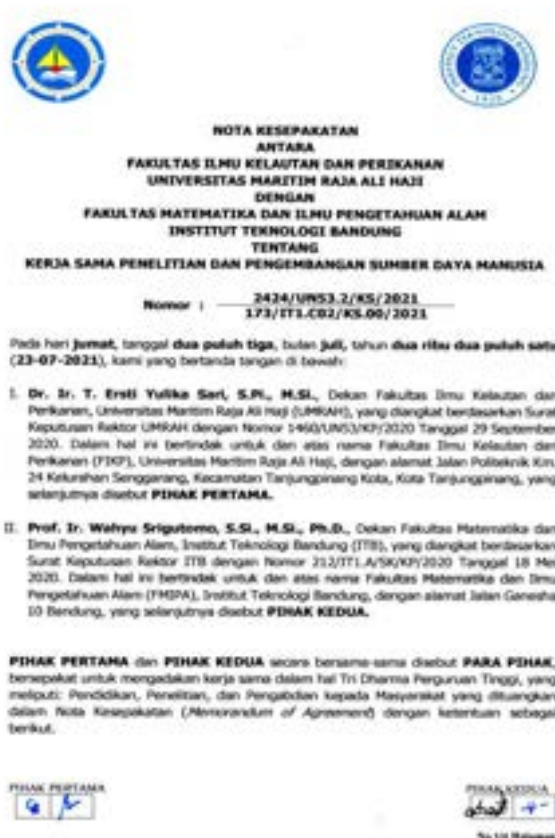 INSTITUT TEKNOLOGI BANDUNG
1920
NOTA KESEPAKATAN
ANTARA
FAKULTAS ILMU KELAUTAN DAN PERIKANAN
UNIVERSITAS MARITIM RAJA ALI HAJI
DENGAN
FAKULTAS MATEMATIKA DAN ILMU PENGETAHUAN ALAM
INSTITUT TEKNOLOGI BANDUNG
TENTANG
KERJA SAMA PENELITIAN DAN PENGEMBANGAN SUMBER DAYA MANUSIA
Nomor : 2424/UN53.2/KS/2021
173/IT1.C02/KS.00/2021
Pada hari jumat, tanggal dua puluh tiga, bulan juli, tahun dua ribu dua puluh satu
(23-07-2021), kami yang bertanda tangan di bawah:
I. Dr. Ir. T. Ersti Yulika Sari, S.Pi., M.Si., Dekan Fakultas Ilmu Kelautan dan
Perikanan, Universitas Maritim Raja Ali Haji (UMRAH), yang diangkat berdasarkan Surat
Keputusan Rektor UMRAH dengan Nomor 1460/UN53/KP/2020 Tanggal 29 September
2020. Dalam hal ini bertindak untuk dan atas nama Fakultas Ilmu Kelautan dan
Perikanan (FIKP), Universitas Maritim Raja Ali Haji, dengan alamat Jalan Politeknik Km.
24 Kelurahan Senggarang, Kecamatan Tanjungpinang Kota, Kota Tanjungpinang, yang
selanjutnya disebut PIHAK PERTAMA.
II. Prof. Ir. Wahyu Srigutomo, S.Si., M.Si., Ph.D., Dekan Fakultas Matematika dan
Ilmu Pengetahuan Alam, Institut Teknologi Bandung (ITB), yang diangkat berdasarkan
Surat Keputusan Rektor ITB dengan Nomor 212/IT1.A/SK/KP/2020 Tanggal 18 Mei
2020. Dalam hal ini bertindak untuk dan atas nama Fakultas Matematika dan Ilmu
Pengetahuan Alam (FMIPA), Institut Teknologi Bandung, dengan alamat Jalan Ganesha
10 Bandung, yang selanjutnya disebut PIHAK KEDUA.
PIHAK PERTAMA dan PIHAK KEDUA secara bersama-sama disebut PARA PIHAK,
bersepakat untuk mengadakan kerja sama dalam hal Tri Dharma Perguruan Tinggi, yang
meliputi: Pendidikan, Penelitian, dan Pengabdian kepada Masyarakat yang dituangkan
dalam Nota Kesepakatan (Memorandum of Agreement) dengan ketentuan sebagai
berikut.
PIHAK PERTAMA
PIHAK KEDUA